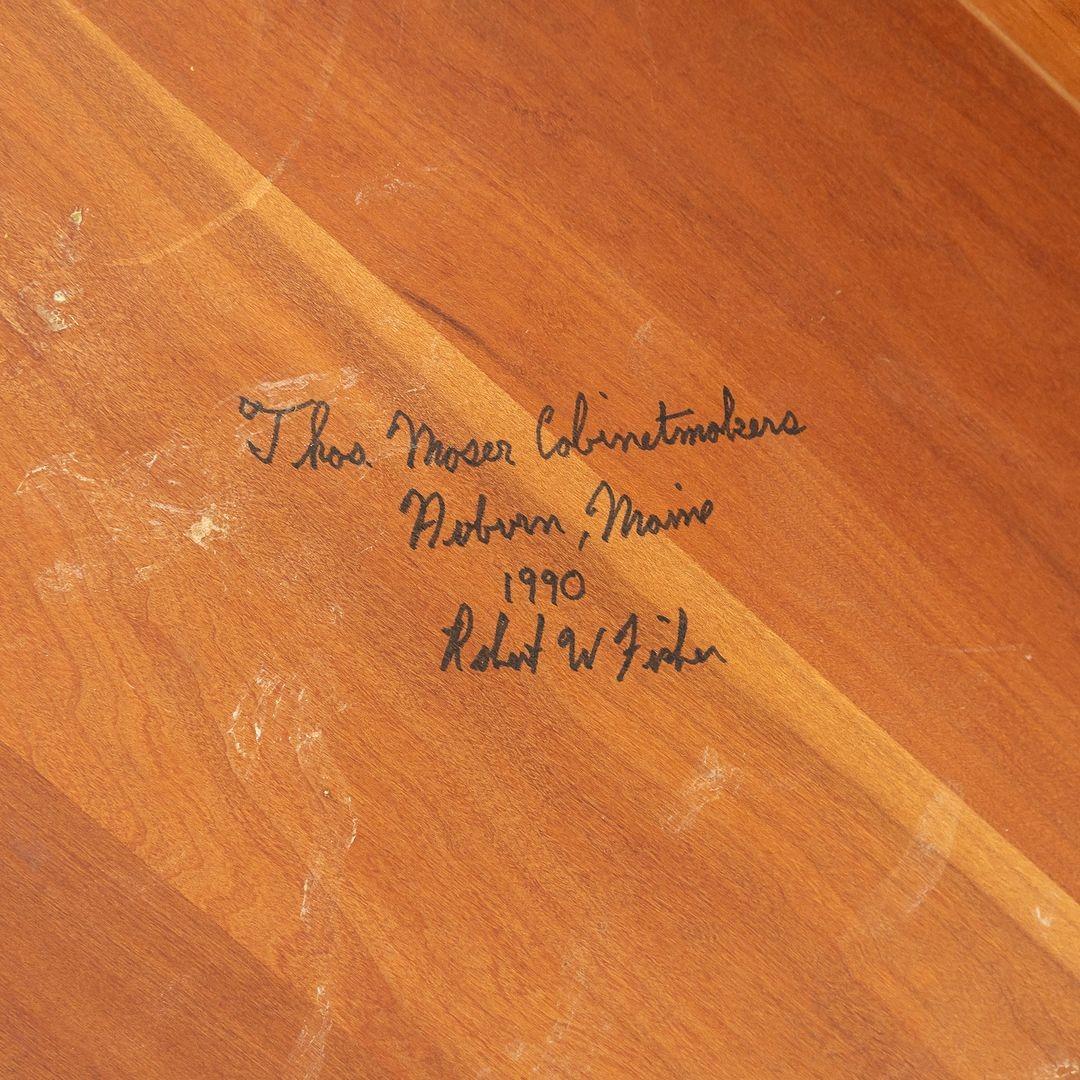 Thos. Moser Cabinetmakers
Auburn, Maine
1990
Robert W Fisher